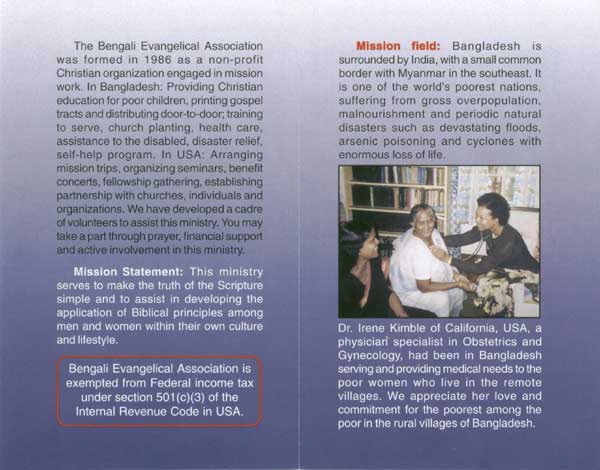 The Bengali Evangelical Association
was formed in 1986 as a non-profit
Christian organization engaged in mission
work. In Bangladesh: Providing Christian
education for poor children, printing gospel
tracts and distributing door-to-door; training
to serve, church planting, health care,
assistance to the disabled, disaster relief,
self-help program. In USA: Arranging
mission trips, organizing seminars, benefit
concerts, fellowship gathering, establishing
partnership with churches, individuals and
organizations. We have developed a cadre
of volunteers to assist this ministry. You may
take a part through prayer, financial support
and active involvement in this ministry.
Mission Statement: This ministry
serves to make the truth of the Scripture
simple and to assist in developing the
application of Biblical principles among
men and women within their own culture
and lifestyle.
Bengali Evangelical Association is
exempted from Federal income tax
under section 501(c)(3) of the
Internal Revenue Code in USA.
Mission field: Bangladesh is
surrounded by India, with a small common
border with Myanmar in the southeast. It
is one of the world's poorest nations,
suffering from gross overpopulation,
malnourishment and periodic natural
disasters such as devastating floods,
arsenic poisoning and cyclones with
enormous loss of life.
Dr. Irene Kimble of California, USA, a
physician specialist in Obstetrics and
Gynecology, had been in Bangladesh
serving and providing medical needs to the
poor women who live in the remote
villages. We appreciate her love and
commitment for the poorest among the
poor in the rural villages of Bangladesh.